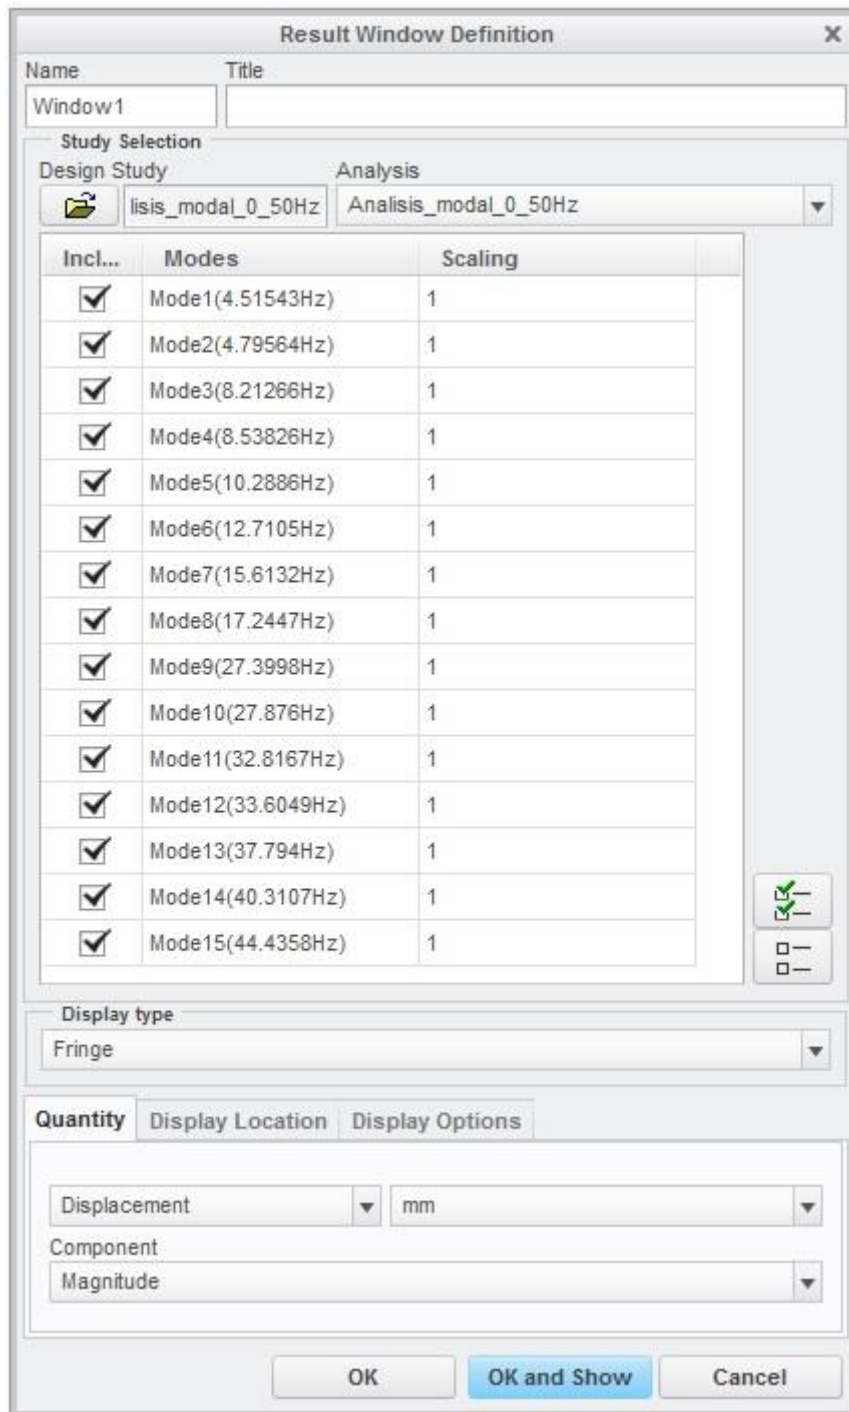 Result Window Definition
Name Title
Window1
Study Selection
Design Study Analysis
lisis_modal_0_50Hz Analisis_modal_0_50Hz
Incl... Modes Scaling
Mode1(4.51543Hz) 1
Mode2(4.79564Hz) 1
Mode3(8.21266Hz) 1
Mode4(8.53826Hz) 1
Mode5(10.2886Hz) 1
Mode6(12.7105Hz) 1
Mode7(15.6132Hz) 1
Mode8(17.2447Hz) 1
Mode9(27.3998Hz) 1
Mode10(27.876Hz) 1
Mode11(32.8167Hz) 1
Mode12(33.6049Hz) 1
Mode13(37.794Hz) 1
Mode14(40.3107Hz) 1
Mode15(44.4358Hz) 1
Display type
Fringe
Quantity Display Location Display Options
Displacement mm
Component
Magnitude
OK OK and Show Cancel